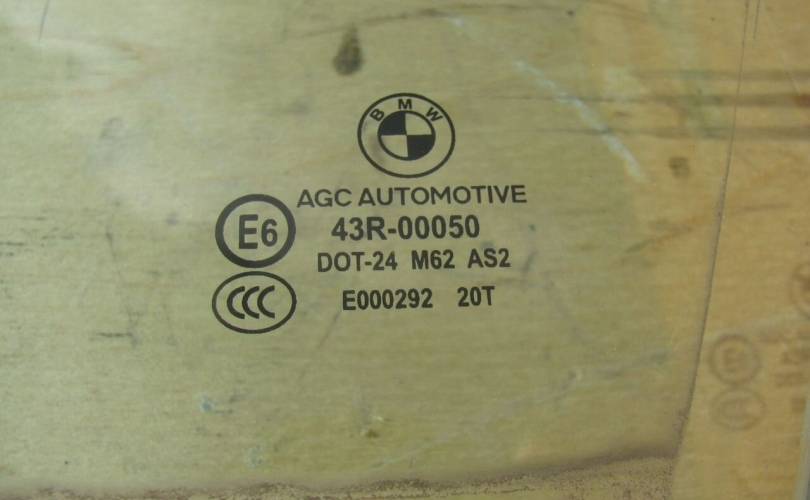 BMW
AGC AUTOMOTIVE
E6 43R-00050
DOT-24 M62 AS2
CCC E000292 20T